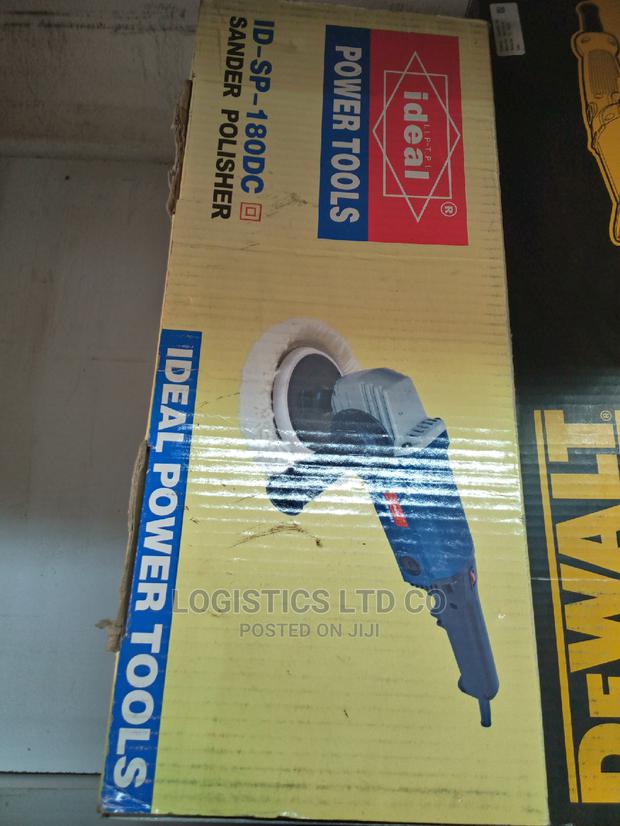 ideal
I.I.P-T.P.I
®
POWER TOOLS
ID-SP-180DC
SANDER POLISHER
IDEAL POWER TOOLS
DEWALT
®
LOGISTICS LTD CO
POSTED ON JIJI